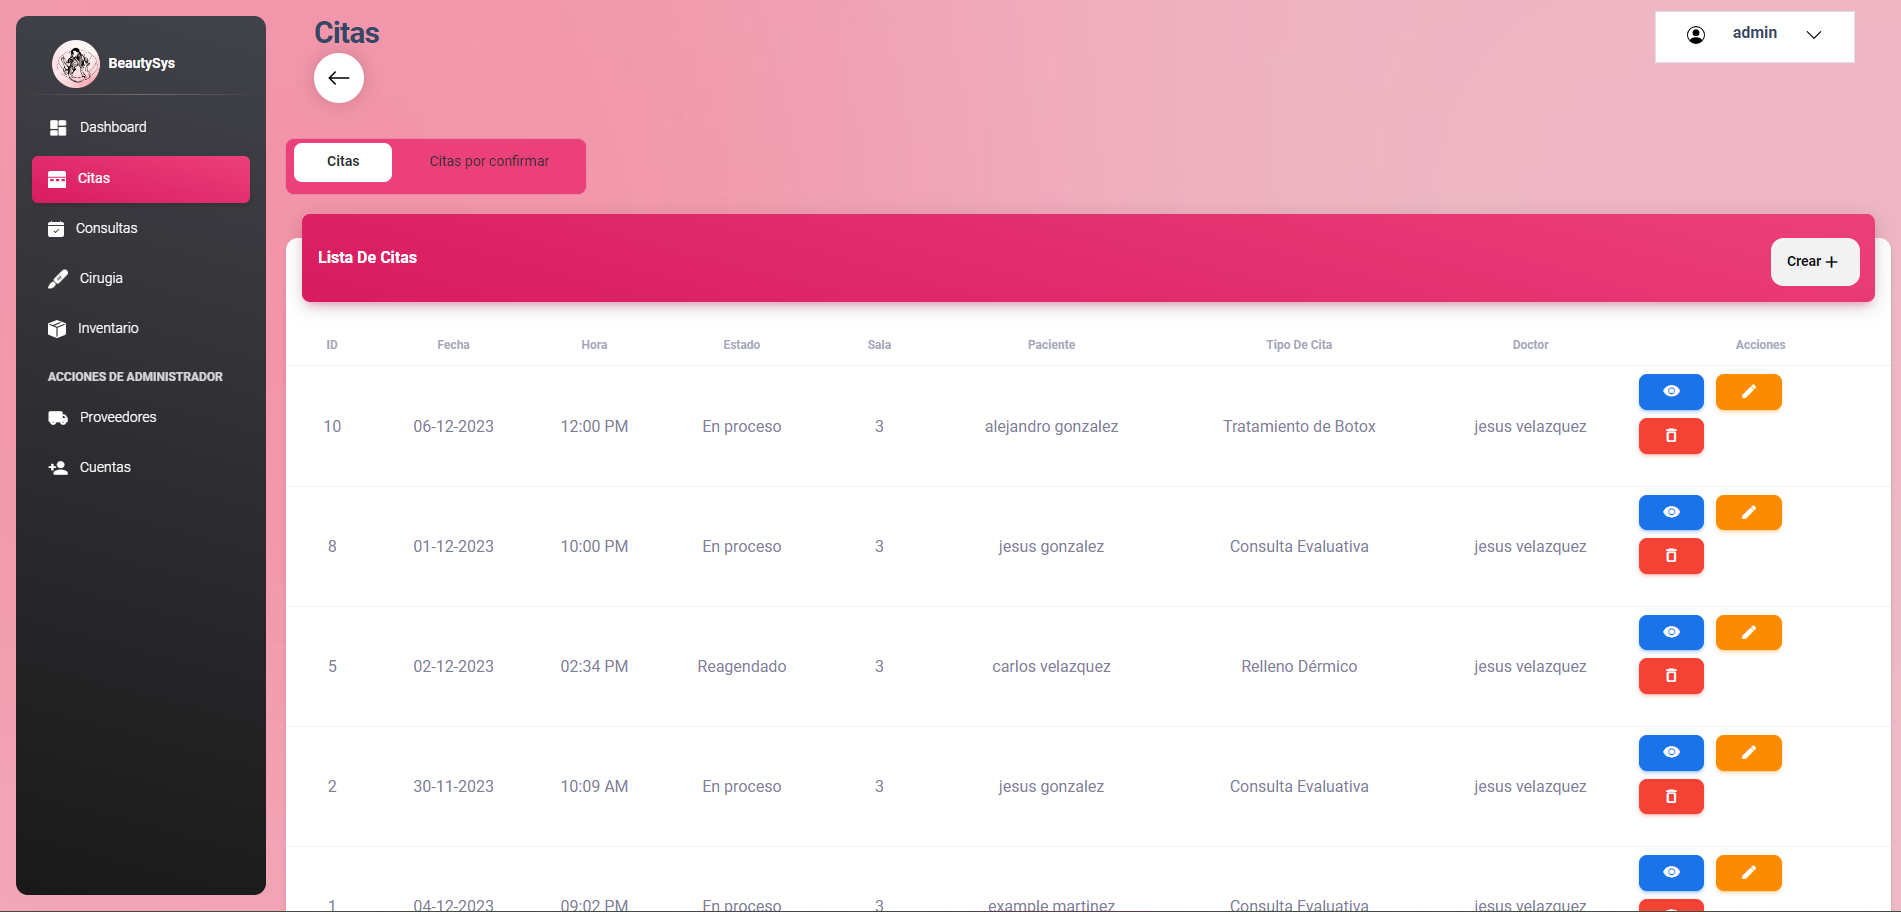 BeautySys
Dashboard
Citas
Consultas
Cirugia
Inventario
ACCIONES DE ADMINISTRADOR
Proveedores
Cuentas
Citas
admin
Citas Citas por confirmar
Lista De Citas Crear +
ID Fecha Hora Estado Sala Paciente Tipo De Cita Doctor Acciones
10 06-12-2023 12:00 PM En proceso 3 alejandro gonzalez Tratamiento de Botox jesus velazquez
8 01-12-2023 10:00 PM En proceso 3 jesus gonzalez Consulta Evaluativa jesus velazquez
5 02-12-2023 02:34 PM Reagendado 3 carlos velazquez Relleno Dérmico jesus velazquez
2 30-11-2023 10:09 AM En proceso 3 jesus gonzalez Consulta Evaluativa jesus velazquez
1 04-12-2023 09:02 PM En proceso 3 example martinez Consulta Evaluativa jesus velazquez